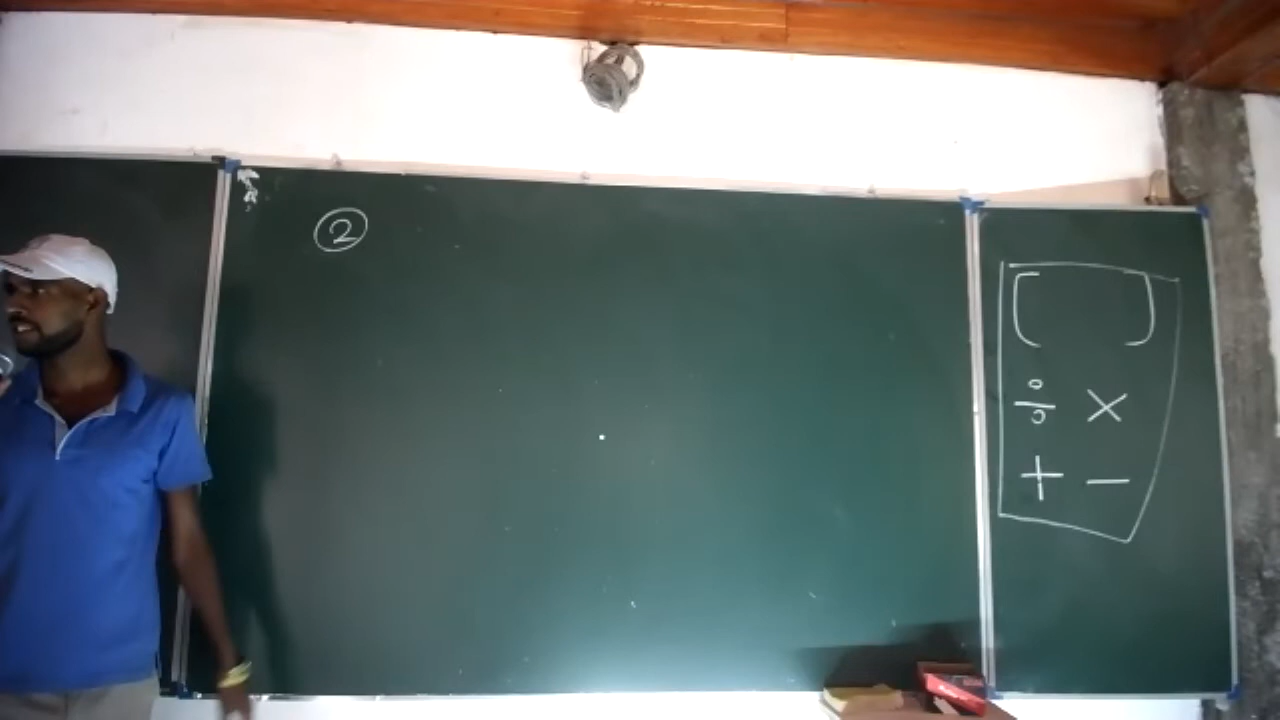 ②
( )
÷ ×
+ −